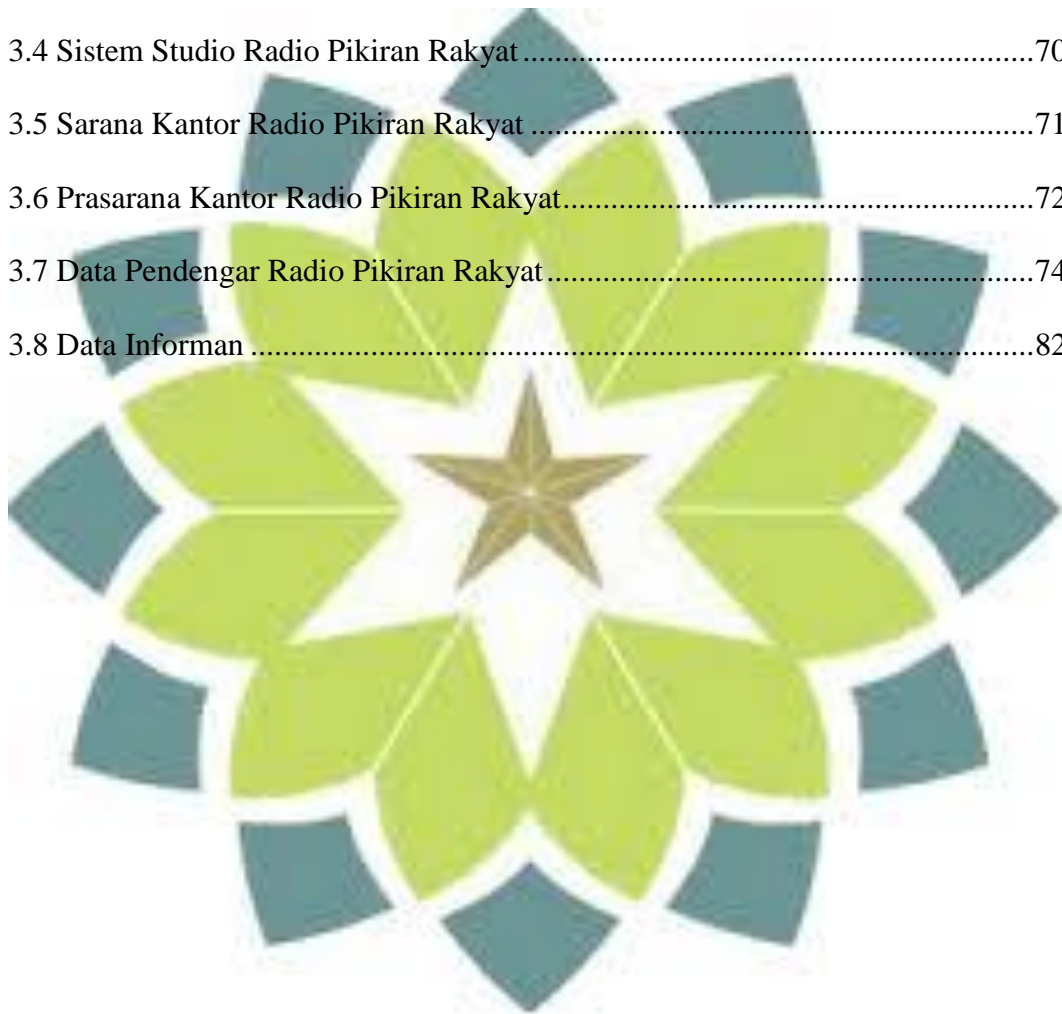 3.4 Sistem Studio Radio Pikiran Rakyat ................................................................70
3.5 Sarana Kantor Radio Pikiran Rakyat ...............................................................71
3.6 Prasarana Kantor Radio Pikiran Rakyat...........................................................72
3.7 Data Pendengar Radio Pikiran Rakyat .............................................................74
3.8 Data Informan ..................................................................................................82